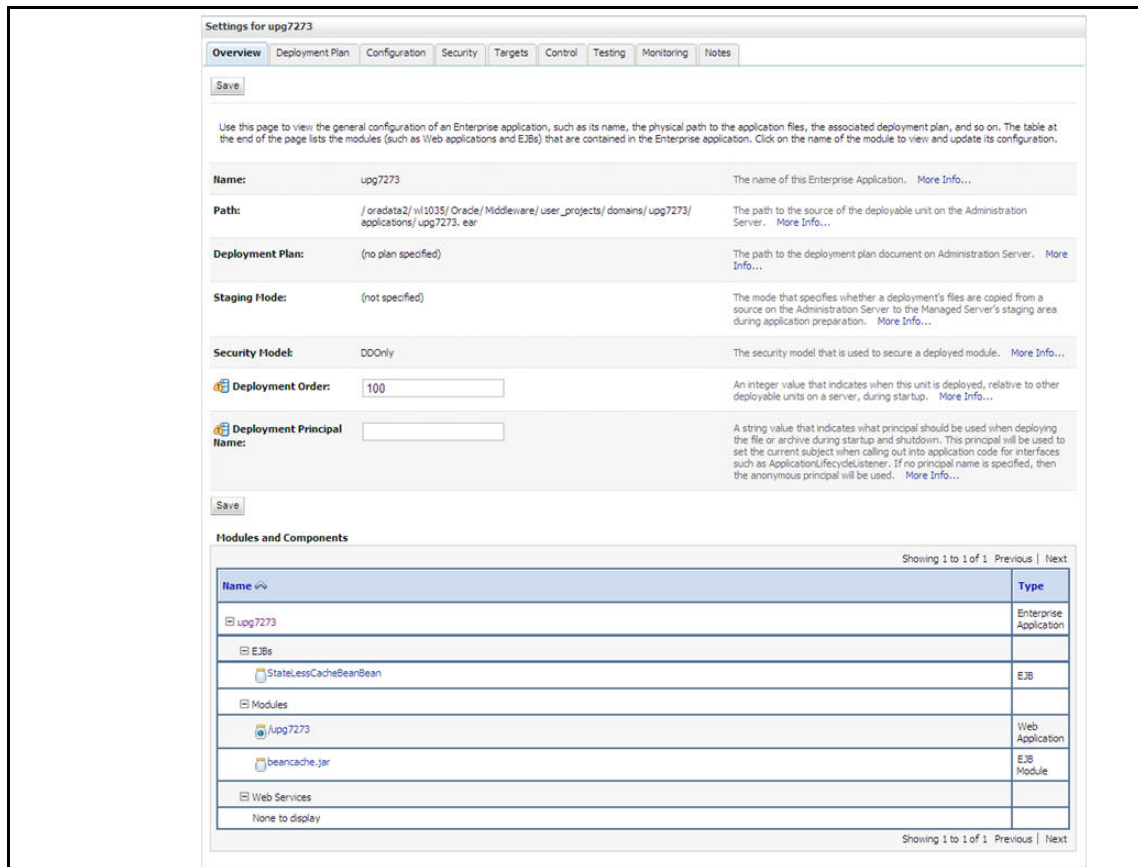 Settings for upg7273
Overview Deployment Plan Configuration Security Targets Control Testing Monitoring Notes
Save
Use this page to view the general configuration of an Enterprise application, such as its name, the physical path to the application files, the associated deployment plan, and so on. The table at
the end of the page lists the modules (such as Web applications and EJBs) that are contained in the Enterprise application. Click on the name of the module to view and update its configuration.
Name: upg7273 The name of this Enterprise Application. More Info...
Path: / oradata2/ wl1035/ Oracle/ Middleware/ user_projects/ domains/ upg7273/
applications/ upg7273. ear
The path to the source of the deployable unit on the Administration
Server. More Info...
Deployment Plan: (no plan specified) The path to the deployment plan document on Administration Server. More
Info...
Staging Mode: (not specified) The mode that specifies whether a deployment's files are copied from a
source on the Administration Server to the Managed Server's staging area
during application preparation. More Info...
Security Model: DDOnly The security model that is used to secure a deployed module. More Info...
Deployment Order: 100 An integer value that indicates when this unit is deployed, relative to other
deployable units on a server, during startup. More Info...
Deployment Principal
Name:
A string value that indicates what principal should be used when deploying
the file or archive during startup and shutdown. This principal will be used to
set the current subject when calling out into application code for interfaces
such as ApplicationLifecycleListener. If no principal name is specified, then
the anonymous principal will be used. More Info...
Save
Modules and Components
Showing 1 to 1 of 1 Previous | Next
Name Type
upg7273 Enterprise
Application
EJBs
StateLessCacheBeanBean EJB
Modules
/upg7273 Web
Application
beancache.jar EJB
Module
Web Services
None to display
Showing 1 to 1 of 1 Previous | Next